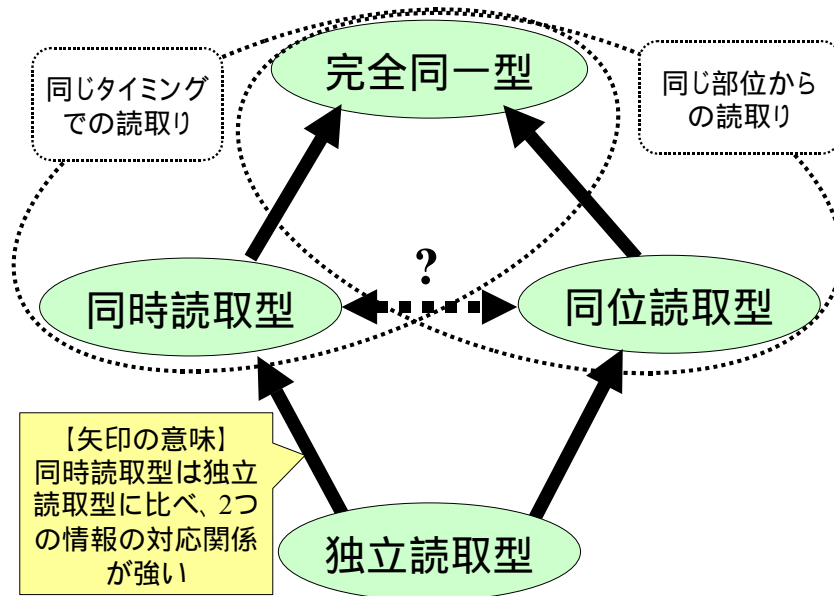 完全同一型
同じタイミング
での読取り
同じ部位から
の読取り
?
同時読取型
同位読取型
【矢印の意味】
同時読取型は独立
読取型に比べ、2つ
の情報の対応関係
が強い
独立読取型